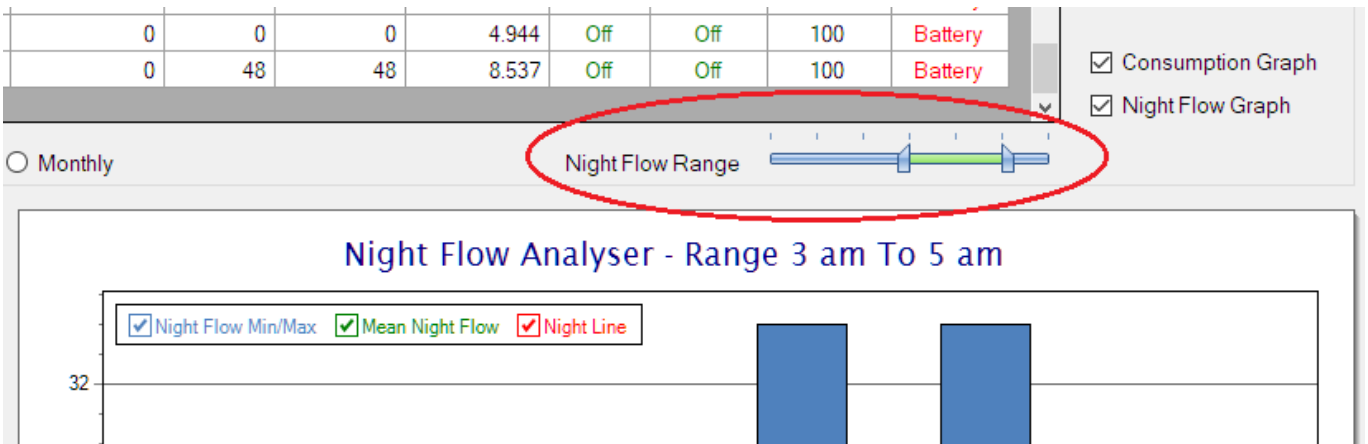 0 0 0 4.944 Off Off 100 Battery
0 48 48 8.537 Off Off 100 Battery
Consumption Graph
Night Flow Graph
Monthly
Night Flow Range
Night Flow Analyser - Range 3 am To 5 am
Night Flow Min/Max Mean Night Flow Night Line
32